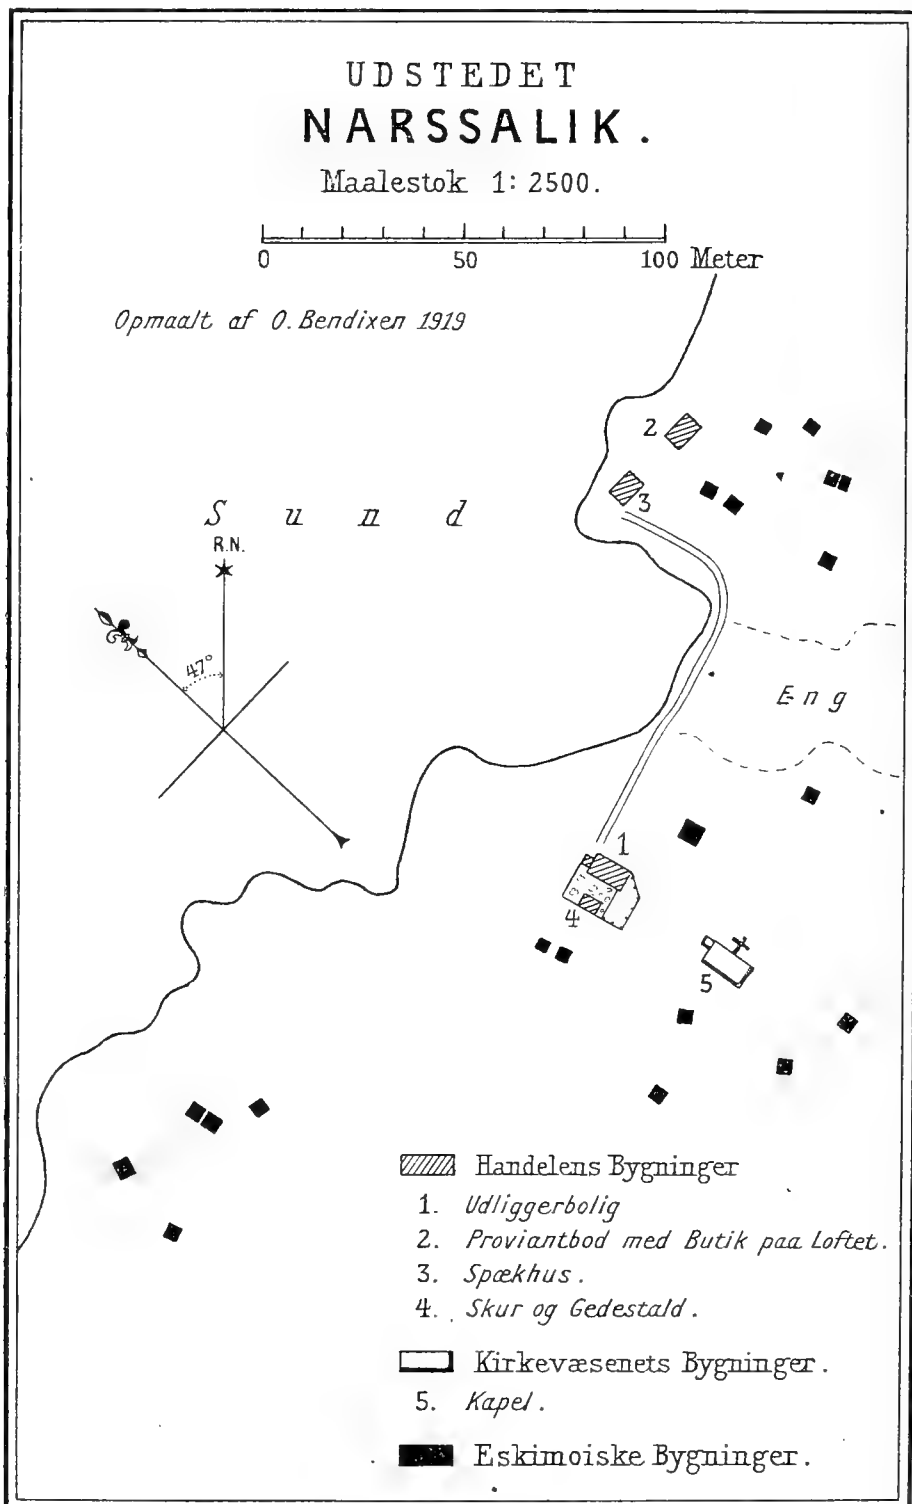 UDSTEDET
NARSSALIK.
Maalestok 1:2500.
0 50 100 Meter
Opmaalt af O. Bendixen 1919
2
3
Sund
R.N.
47°
Eng
1
4
5
Handelens Bygninger
1. Udliggerbolig
2. Proviantbod med Butik paa Loftet.
3. Spækhus.
4. Skur og Gedestald.
Kirkevæsenets Bygninger.
5. Kapel.
Eskimoiske Bygninger.